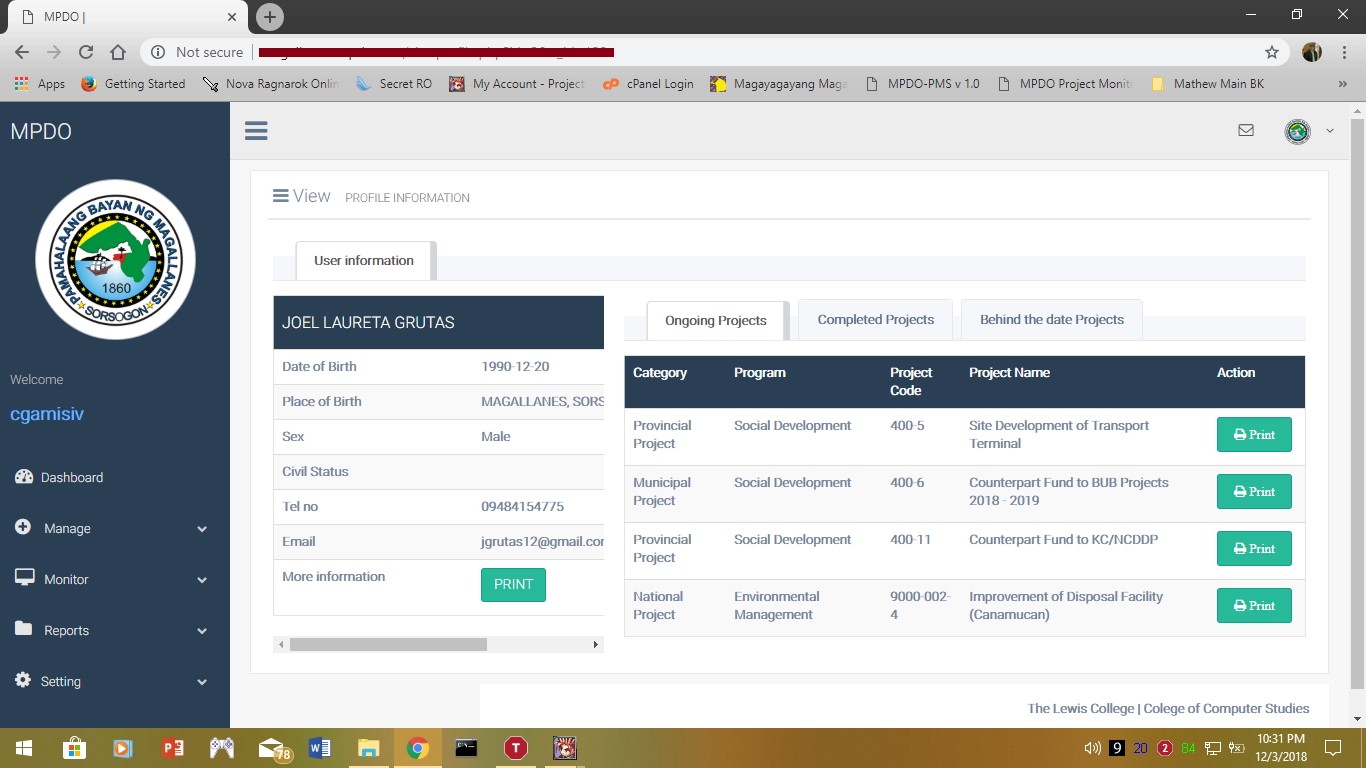 MPDO |
Not secure
Apps
Getting Started
Nova Ragnarok Onlin
Secret RO
My Account - Project
cPanel Login
Magayagayang Maga
MPDO-PMS v 1.0
MPDO Project Monit
Mathew Main BK
»
MPDO
PAMAHALAANG BAYAN NG MAGALLANES
1860
SORSOGON
Welcome
cgamisiv
Dashboard
Manage
Monitor
Reports
Setting
View PROFILE INFORMATION
User information
JOEL LAURETA GRUTAS
Date of Birth 1990-12-20
Place of Birth MAGALLANES, SORS
Sex Male
Civil Status
Tel no 09484154775
Email jgrutas12@gmail.cor
More information PRINT
Ongoing Projects Completed Projects Behind the date Projects
Category Program Project Code Project Name Action
Provincial Project Social Development 400-5 Site Development of Transport Terminal Print
Municipal Project Social Development 400-6 Counterpart Fund to BUB Projects 2018 - 2019 Print
Provincial Project Social Development 400-11 Counterpart Fund to KC/NCDDP Print
National Project Environmental Management 9000-002-4 Improvement of Disposal Facility (Canamucan) Print
The Lewis College | Colege of Computer Studies
78
T
9 20 2 84
10:31 PM
12/3/2018